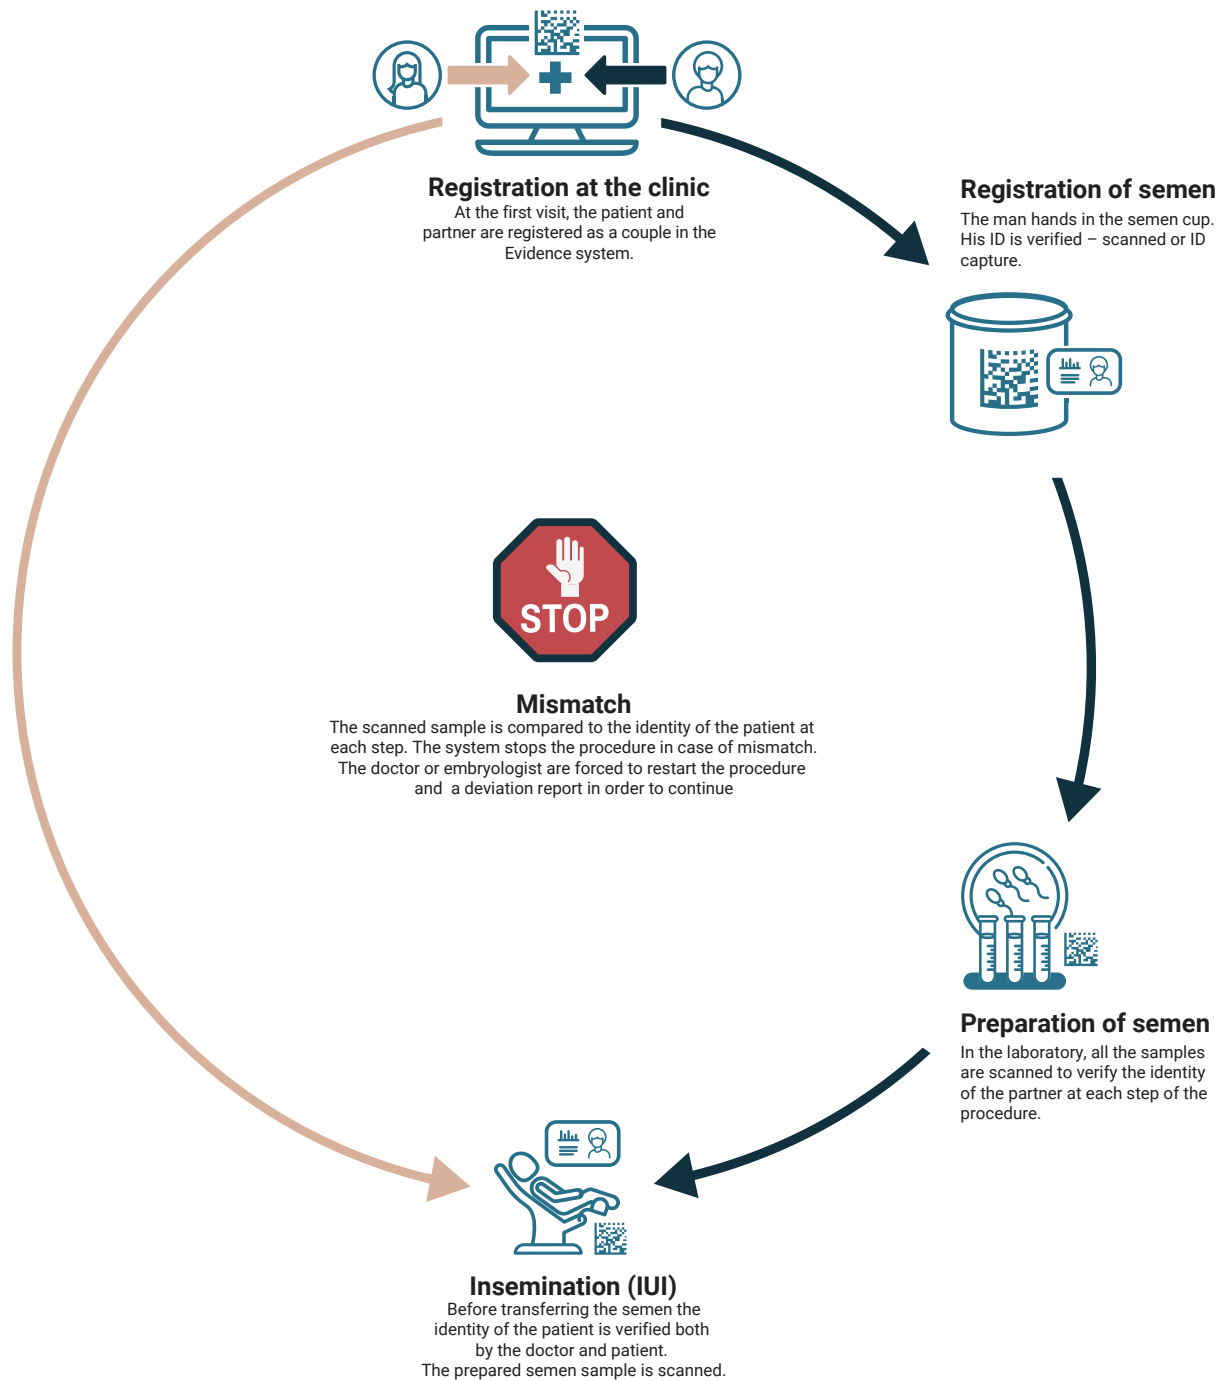 Registration at the clinic
At the first visit, the patient and
partner are registered as a couple in the
Evidence system.
Registration of semen
The man hands in the semen cup.
His ID is verified – scanned or ID
capture.
STOP
Mismatch
The scanned sample is compared to the identity of the patient at
each step. The system stops the procedure in case of mismatch.
The doctor or embryologist are forced to restart the procedure
and  a deviation report in order to continue
Preparation of semen
In the laboratory, all the samples
are scanned to verify the identity
of the partner at each step of the
procedure.
Insemination (IUI)
Before transferring the semen the
identity of the patient is verified both
by the doctor and patient.
The prepared semen sample is scanned.